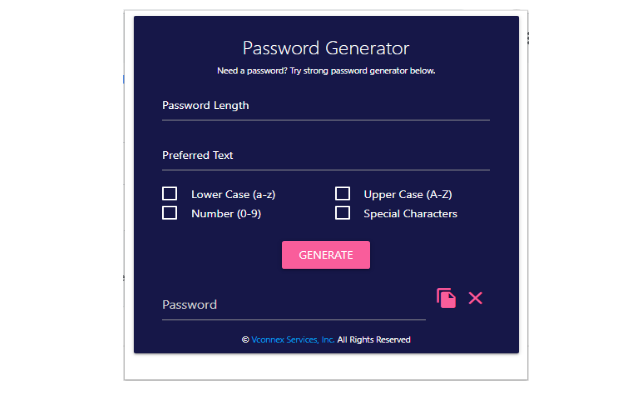 Password Generator
Need a password? Try strong password generator below.
Password Length
Preferred Text
Lower Case (a-z)
Upper Case (A-Z)
Number (0-9)
Special Characters
GENERATE
Password
© Vconnex Services, Inc. All Rights Reserved